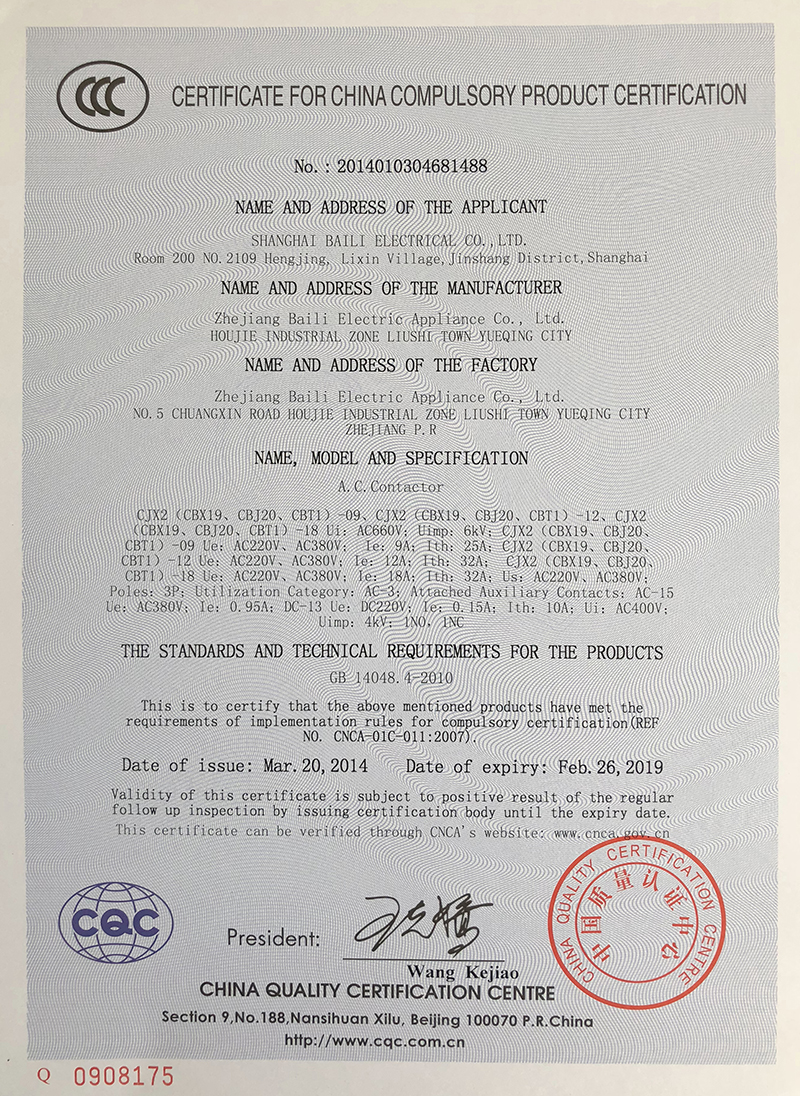 CCC CERTIFICATE FOR CHINA COMPULSORY PRODUCT CERTIFICATION
No.: 2014010304681488
NAME AND ADDRESS OF THE APPLICANT
SHANGHAI BAILI ELECTRICAL CO.,LTD.
Room 200 NO.2109 Hengjing, Lixin Village,Jinshang District,Shanghai
NAME AND ADDRESS OF THE MANUFACTURER
Zhejiang Baili Electric Appliance Co., Ltd.
HOUJIE INDUSTRIAL ZONE LIUSHI TOWN YUEQING CITY
NAME AND ADDRESS OF THE FACTORY
Zhejiang Baili Electric Appliance Co., Ltd.
NO.5 CHUANGXIN ROAD HOUJIE INDUSTRIAL ZONE LIUSHI TOWN YUEQING CITY
ZHEJIANG P.R
NAME, MODEL AND SPECIFICATION
A.C.Contactor
CJX2 (CBX19、CBJ20、CBT1) -09、CJX2 (CBX19、CBJ20、CBT1) -12、CJX2
(CBX19、CBJ20、CBT1) -18 Ui: AC660V; Uimp: 6kV; CJX2 (CBX19、CBJ20、
CBT1) -09 Ue: AC220V、AC380V; Ie: 9A; Ith: 25A; CJX2 (CBX19、CBJ20、
CBT1) -12 Ue: AC220V、AC380V; Ie: 12A; Ith: 32A; CJX2 (CBX19、CBJ20、
CBT1) -18 Ue: AC220V、AC380V; Ie: 18A; Ith: 32A; Us: AC220V、AC380V;
Poles: 3P; Utilization Category: AC-3; Attached Auxiliary Contacts: AC-15
Ue: AC380V; Ie: 0.95A; DC-13 Ue: DC220V; Ie: 0.15A; Ith: 10A; Ui: AC400V;
Uimp: 4kV; 1NO, 1NC
THE STANDARDS AND TECHNICAL REQUIREMENTS FOR THE PRODUCTS
GB 14048.4-2010
This is to certify that the above mentioned products have met the
requirements of implementation rules for compulsory certification(REF
NO. CNCA-01C-011:2007).
Date of issue: Mar.20,2014 Date of expiry: Feb.26,2019
Validity of this certificate is subject to positive result of the regular
follow up inspection by issuing certification body until the expiry date.
This certificate can be verified through CNCA's website: www.cnca.gov.cn
CHINA QUALITY CERTIFICATION CENTRE
中国质量认证中心
CQC
President: 王克娇
Wang Kejiao
CHINA QUALITY CERTIFICATION CENTRE
Section 9,No.188,Nansihuan Xilu, Beijing 100070 P.R.China
http://www.cqc.com.cn
Q 0908175